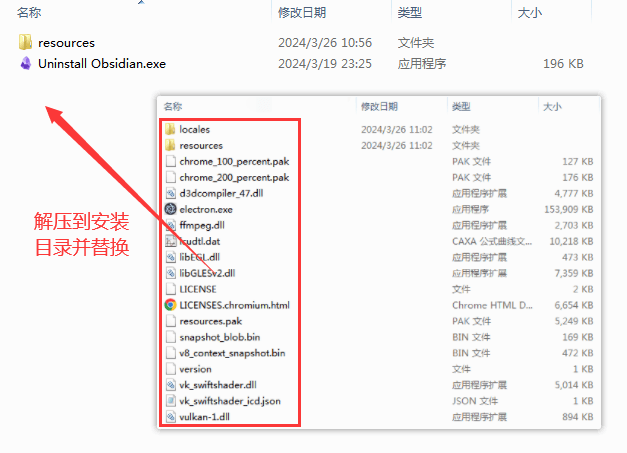 名称 修改日期 类型 大小
resources 2024/3/26 10:56 文件夹
Uninstall Obsidian.exe 2024/3/19 23:25 应用程序 196 KB
名称 修改日期 类型 大小
locales 2024/3/26 11:02 文件夹
resources 2024/3/26 11:02 文件夹
chrome_100_percent.pak PAK 文件 127 KB
chrome_200_percent.pak PAK 文件 176 KB
d3dcompiler_47.dll 应用程序扩展 4,777 KB
electron.exe 应用程序 153,909 KB
ffmpeg.dll 应用程序扩展 2,703 KB
icudtl.dat CAXA 公式曲线文... 10,218 KB
libEGL.dll 应用程序扩展 473 KB
libGLESv2.dll 应用程序扩展 7,359 KB
LICENSE 文件 2 KB
LICENSES.chromium.html Chrome HTML D... 6,654 KB
resources.pak PAK 文件 5,249 KB
snapshot_blob.bin BIN 文件 169 KB
v8_context_snapshot.bin BIN 文件 472 KB
version 文件 1 KB
vk_swiftshader.dll 应用程序扩展 5,014 KB
vk_swiftshader_icd.json JSON 文件 1 KB
vulkan-1.dll 应用程序扩展 894 KB
解压到安装
目录并替换